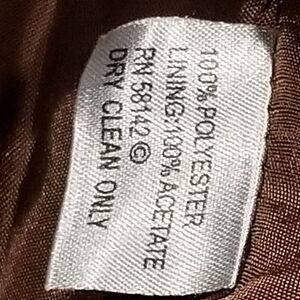 100% POLYESTER
LINING:100% ACETATE
RN 58142 ©
DRY CLEAN ONLY